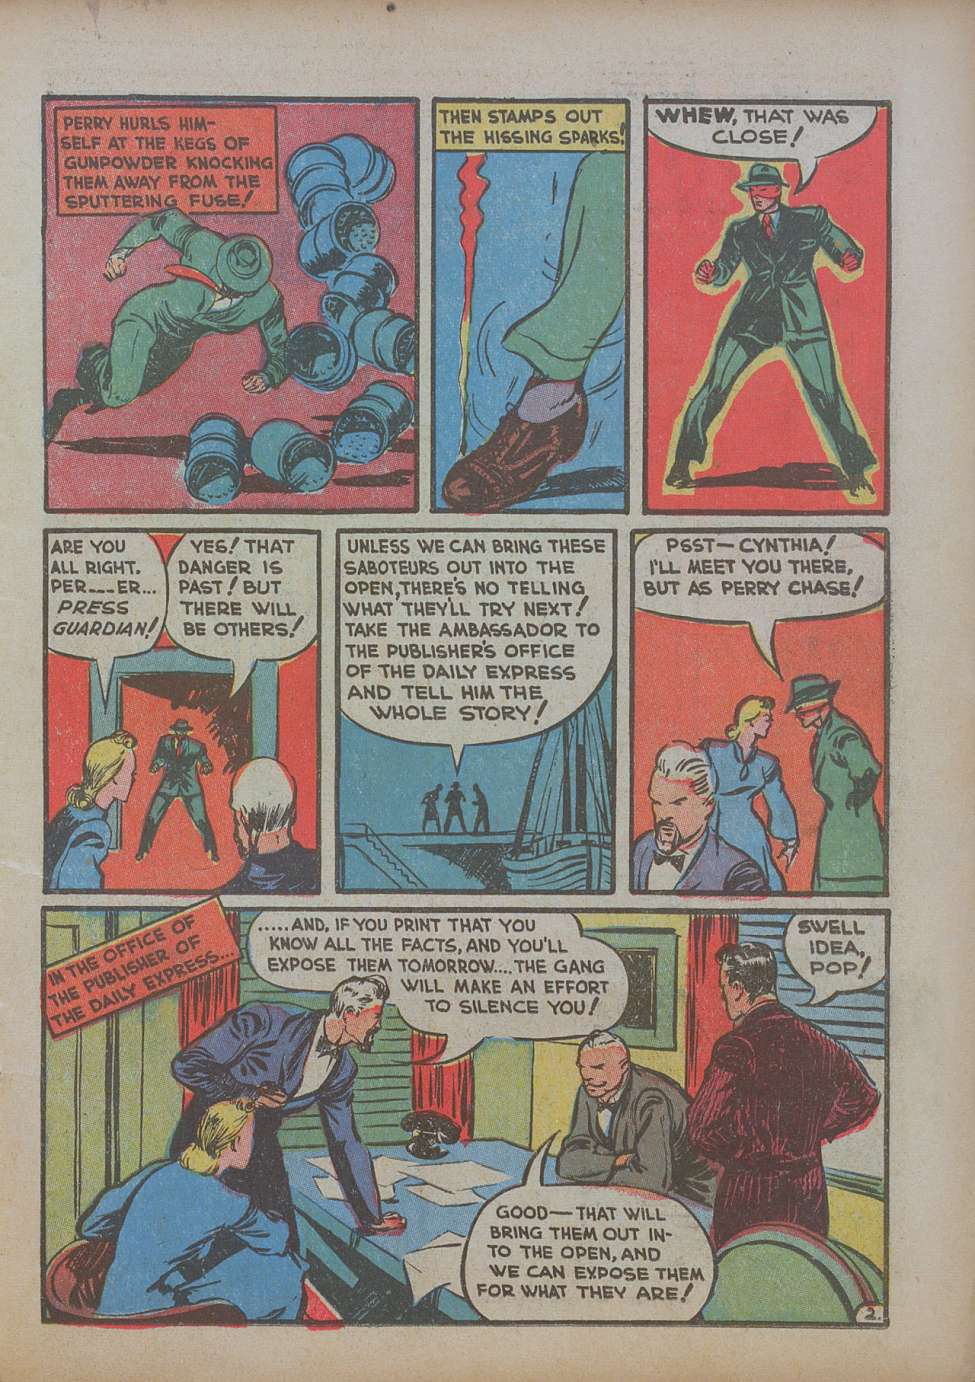 PERRY HURLS HIM-
SELF AT THE KEGS OF
GUNPOWDER KNOCKING
THEM AWAY FROM THE
SPUTTERING FUSE!
THEN STAMPS OUT
THE HISSING SPARKS!
WHEW, THAT WAS
CLOSE!
ARE YOU
ALL RIGHT.
PER---ER...
PRESS
GUARDIAN!
YES! THAT
DANGER IS
PAST! BUT
THERE WILL
BE OTHERS!
UNLESS WE CAN BRING THESE
SABOTEURS OUT INTO THE
OPEN, THERE'S NO TELLING
WHAT THEY'LL TRY NEXT!
TAKE THE AMBASSADOR TO
THE PUBLISHER'S OFFICE
OF THE DAILY EXPRESS
AND TELL HIM THE
WHOLE STORY!
PSST—CYNTHIA!
I'LL MEET YOU THERE,
BUT AS PERRY CHASE!
IN THE OFFICE OF
THE PUBLISHER OF
THE DAILY EXPRESS...
.....AND, IF YOU PRINT THAT YOU
KNOW ALL THE FACTS, AND YOU'LL
EXPOSE THEM TOMORROW....THE GANG
WILL MAKE AN EFFORT
TO SILENCE YOU!
SWELL
IDEA,
POP!
GOOD—THAT WILL
BRING THEM OUT IN-
TO THE OPEN, AND
WE CAN EXPOSE THEM
FOR WHAT THEY ARE!
2.